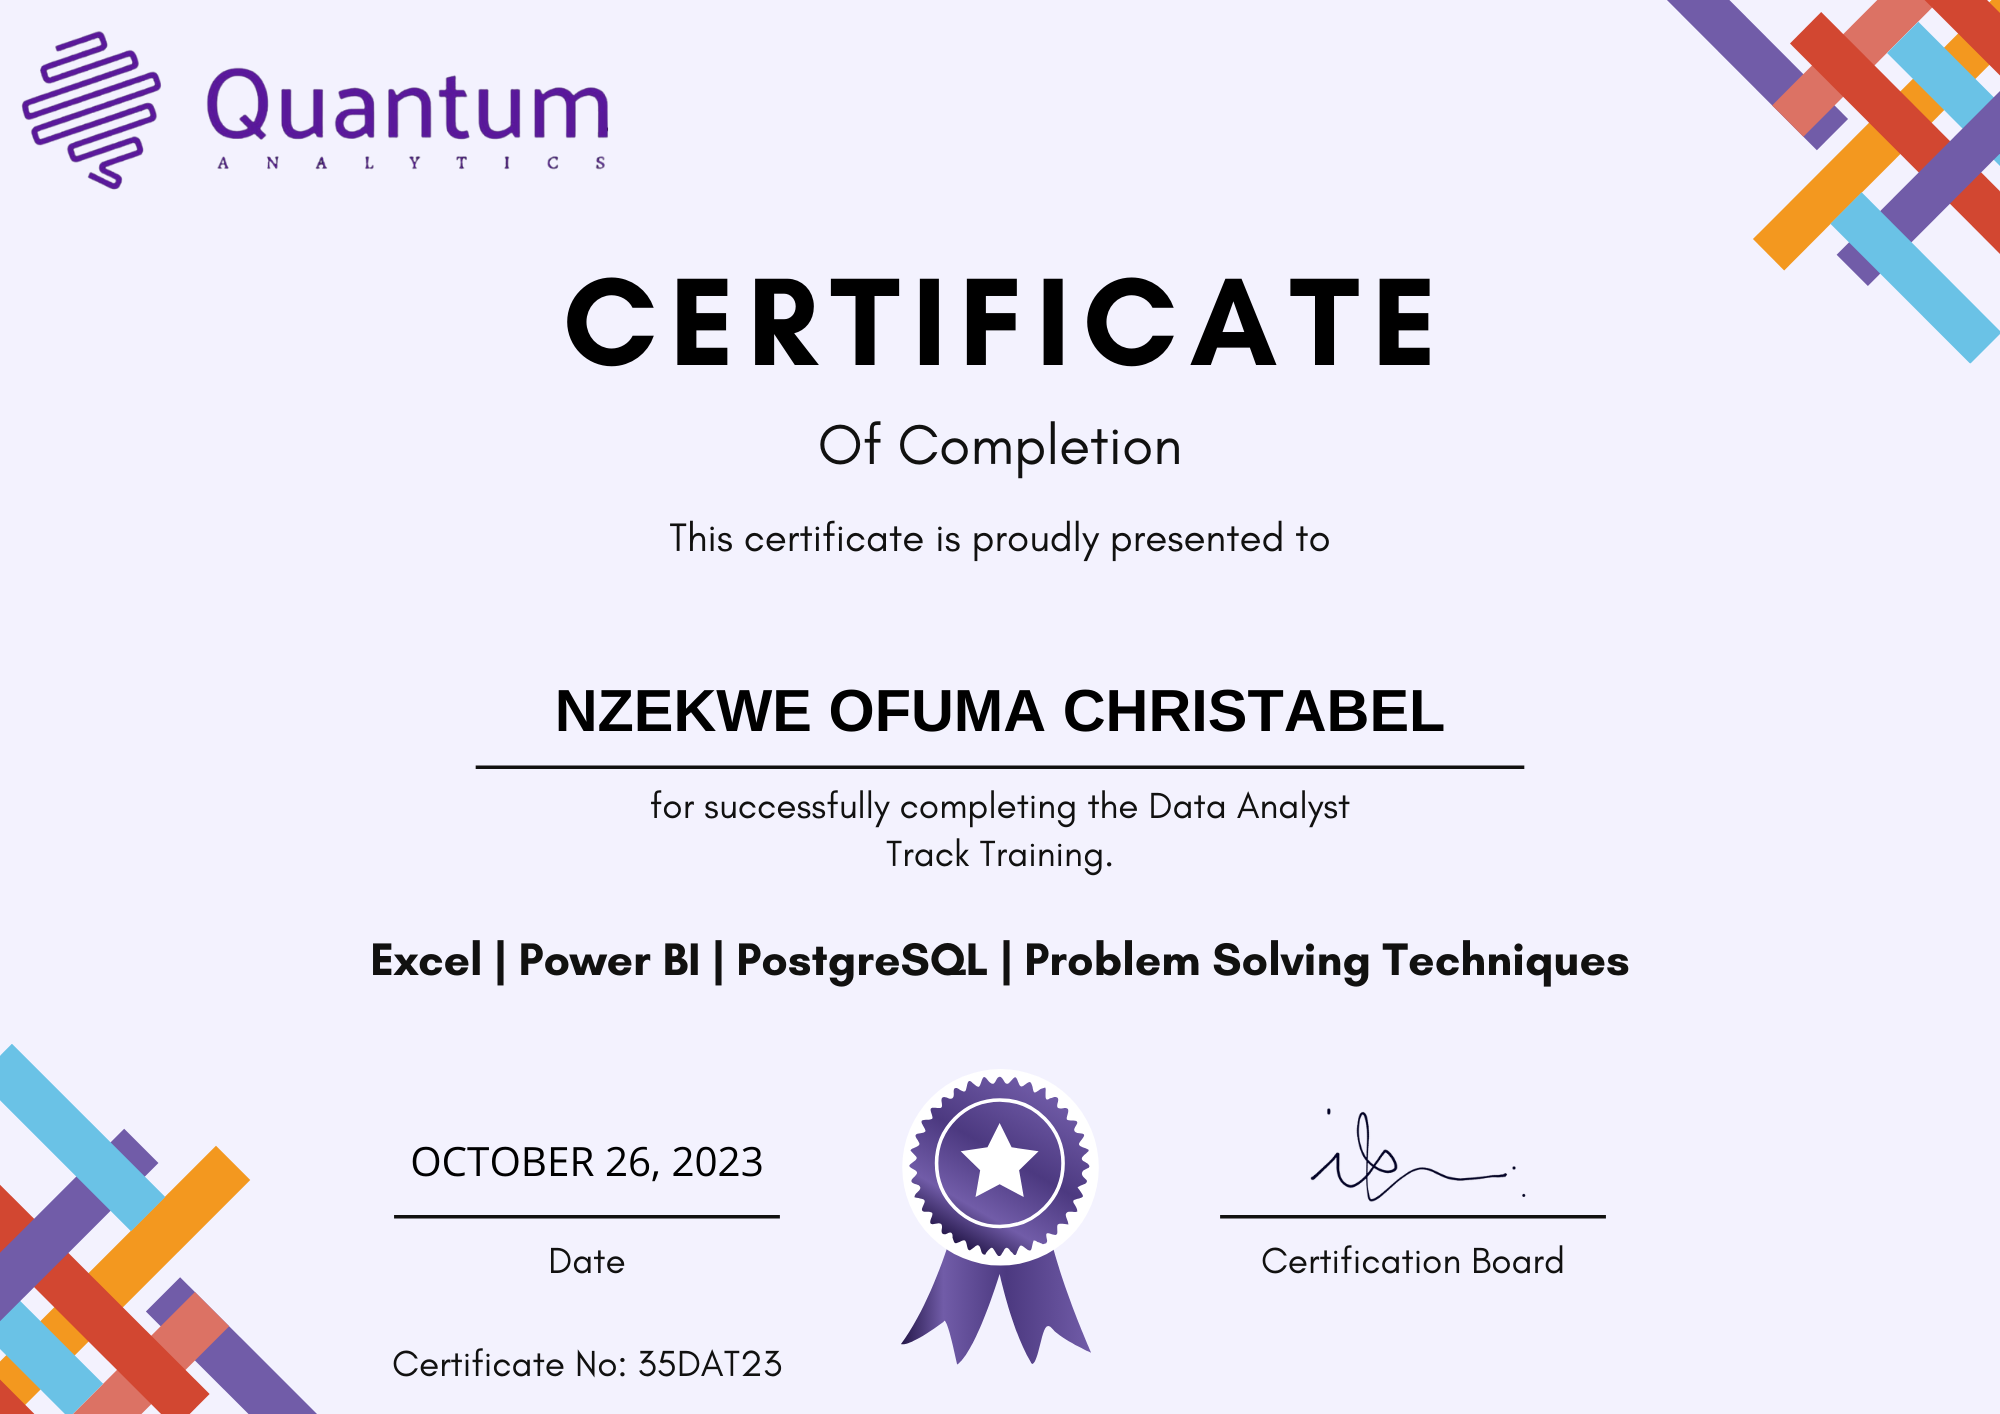 Quantum
ANALYTICS
CERTIFICATE
Of Completion
This certificate is proudly presented to
NZEKWE OFUMA CHRISTABEL
for successfully completing the Data Analyst
Track Training.
Excel | Power BI | PostgreSQL | Problem Solving Techniques
OCTOBER 26, 2023
Date
Certification Board
Certificate No: 35DAT23